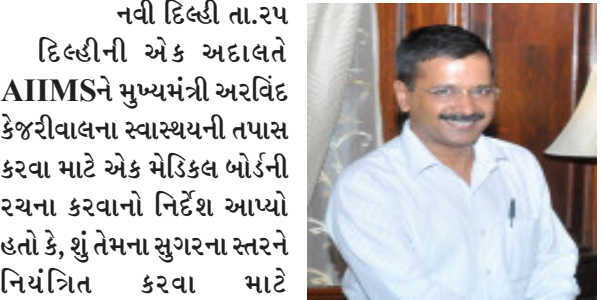 નવી દિલ્હી તા.૨૫
દિલ્હીની એક અદાલતે
AIIMSને મુખ્યમંત્રી અરવિંદ
કેજરીવાલના સ્વાસ્થયની તપાસ
કરવા માટે એક મેડિકલ બોર્ડની
રચના કરવાનો નિર્દેશ આપ્યો
હતો કે, શું તેમના સુગરના સ્તરને
નિયંત્રિત કરવા માટે